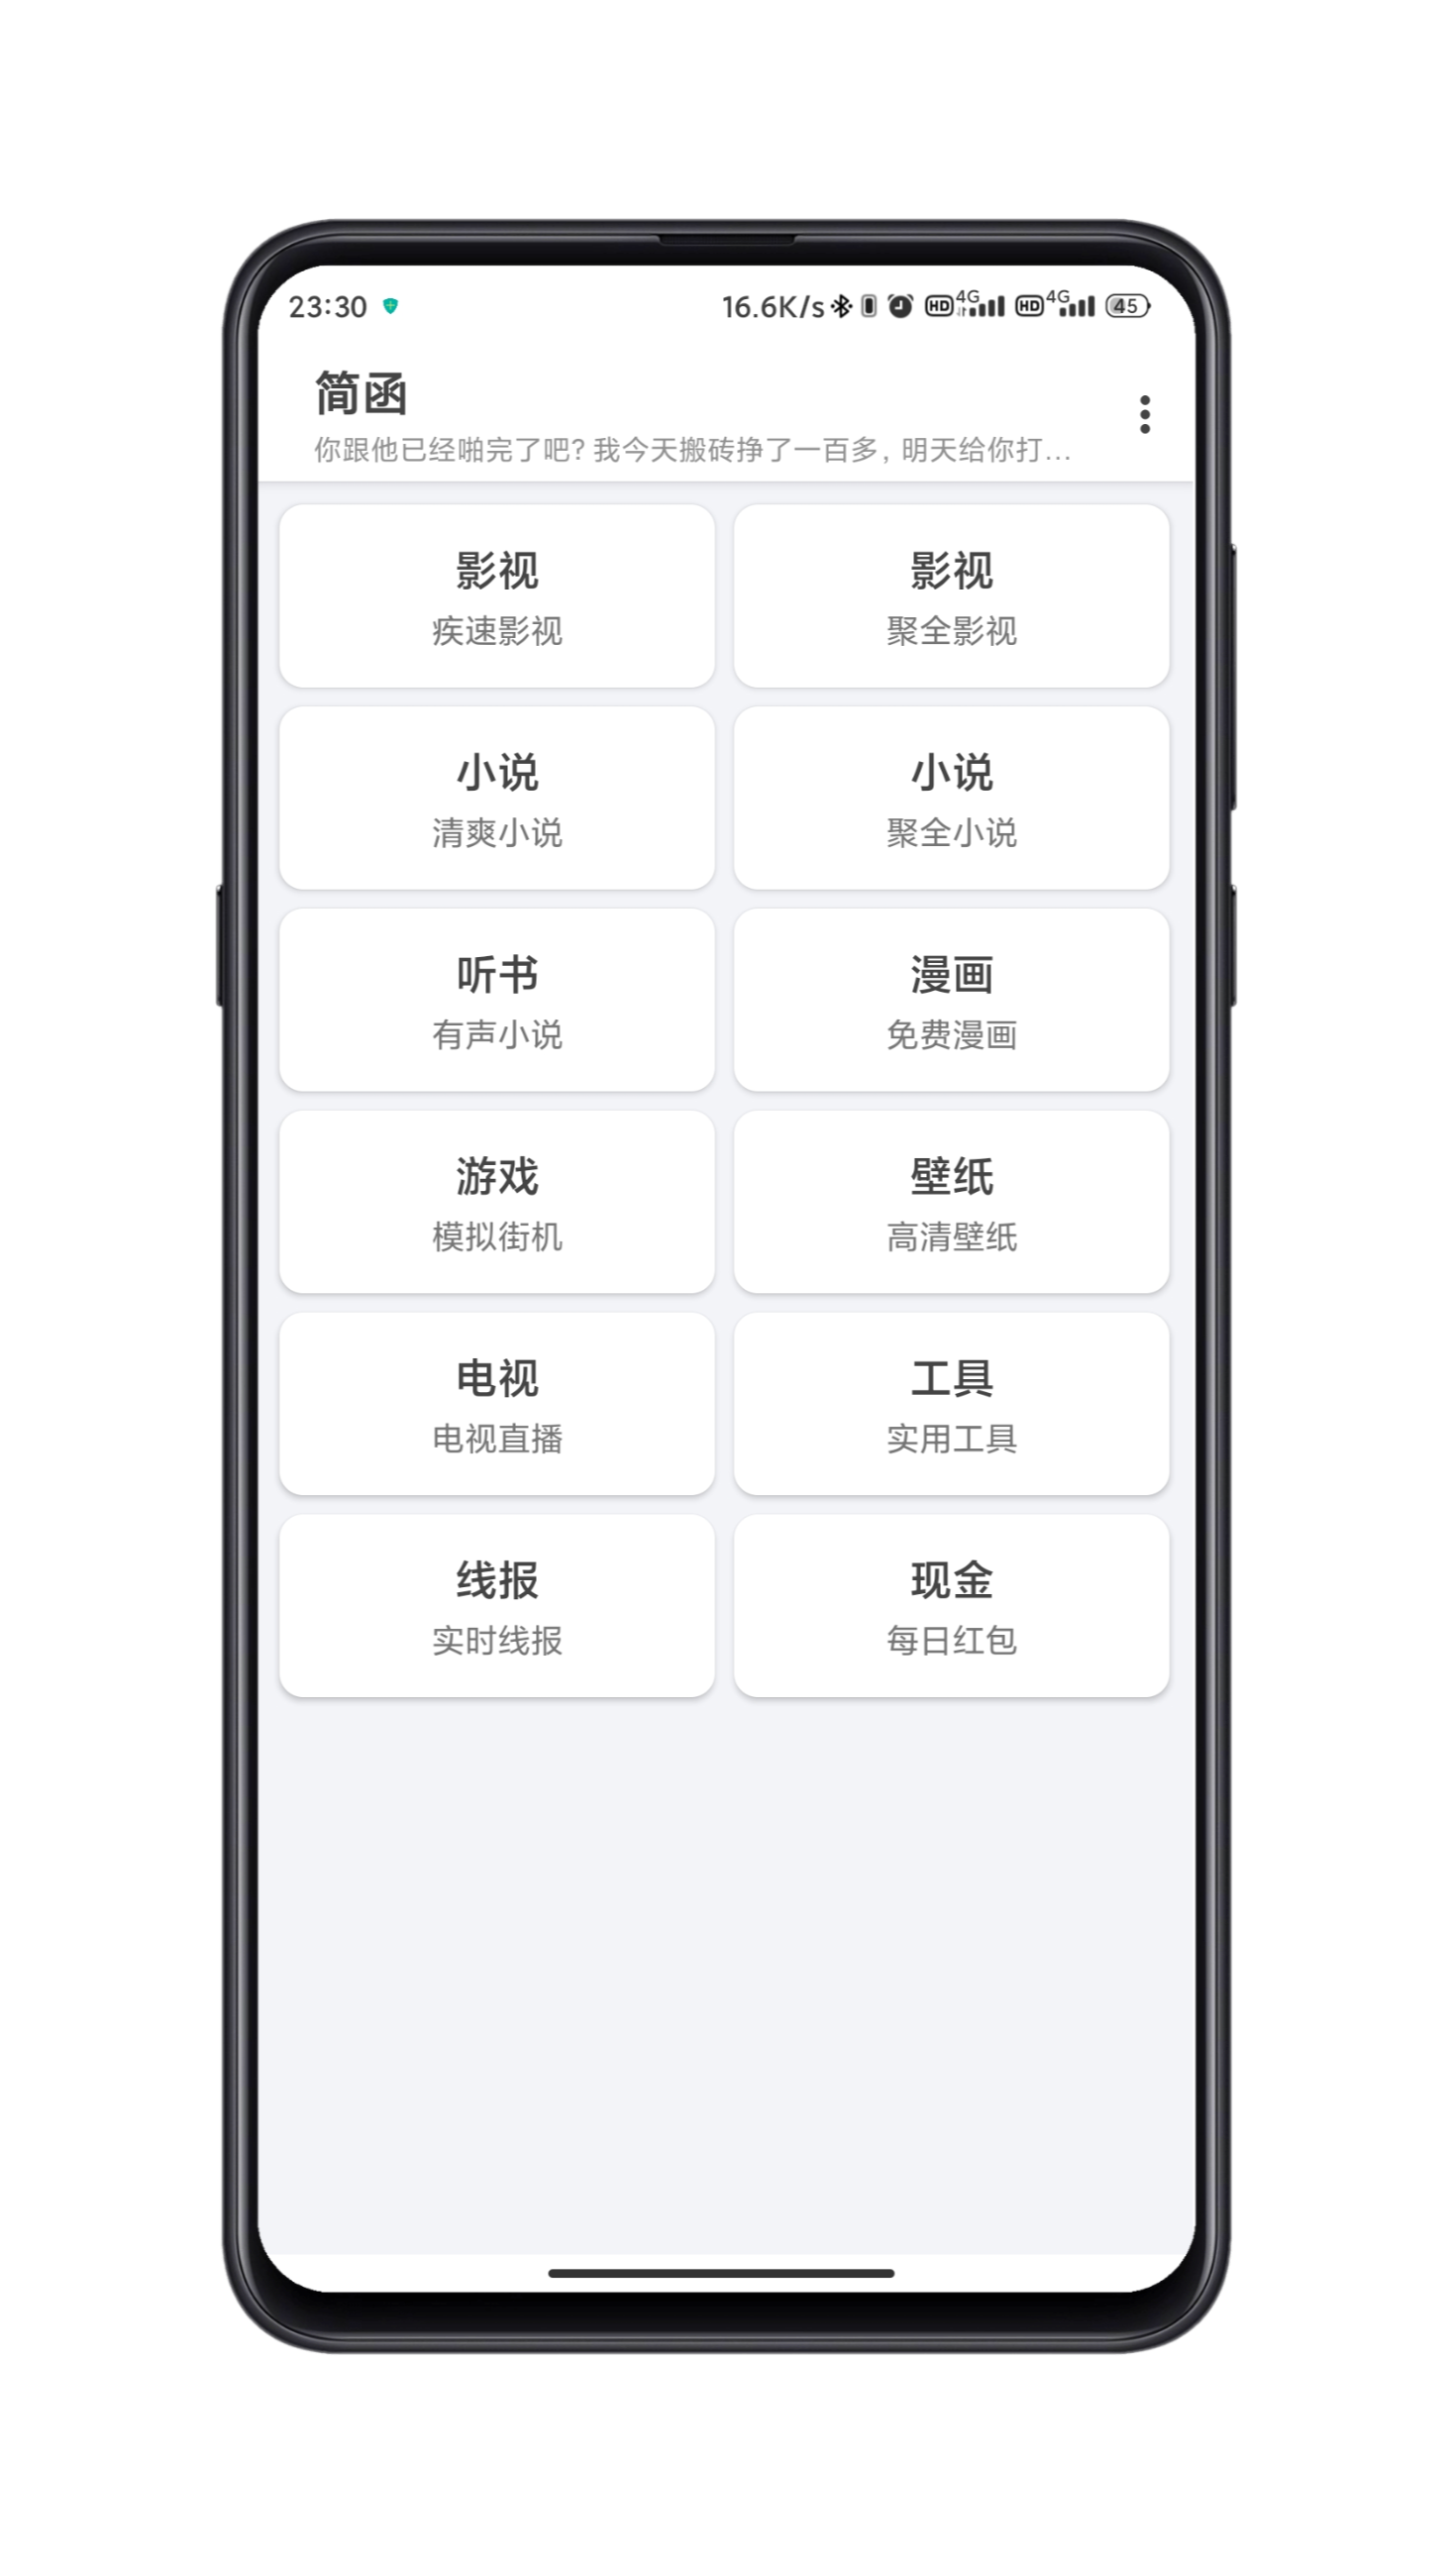 23:30 16.6K/s HD 4G HD 4G 45
简函
你跟他已经啪完了吧？我今天搬砖挣了一百多，明天给你打...
影视 影视
疾速影视 聚全影视
小说 小说
清爽小说 聚全小说
听书 漫画
有声小说 免费漫画
游戏 壁纸
模拟街机 高清壁纸
电视 工具
电视直播 实用工具
线报 现金
实时线报 每日红包